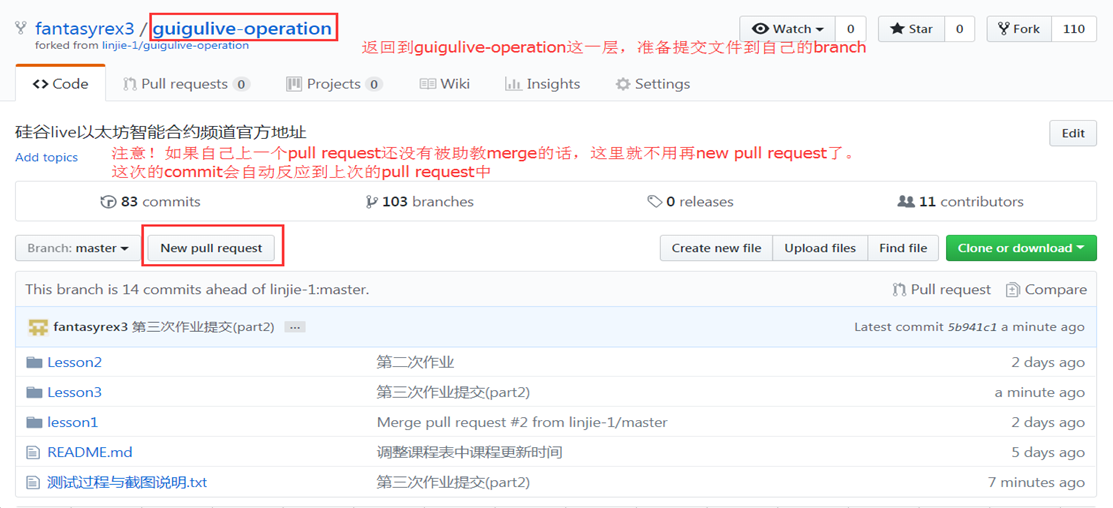 fantasyrex3 / guigulive-operation
Watch 0 Star 0 Fork 110
forked from linjie-1/guigulive-operation
返回到guigulive-operation这一层，准备提交文件到自己的branch
Code Pull requests 0 Projects 0 Wiki Insights Settings
硅谷live以太坊智能合约频道官方地址
Edit
Add topics
注意！如果自己上一个pull request还没有被助教merge的话，这里就不用再new pull request了。
这次的commit会自动反应到上次的pull request中
83 commits 103 branches 0 releases 11 contributors
Branch: master New pull request Create new file Upload files Find file Clone or download
This branch is 14 commits ahead of linjie-1:master. Pull request Compare
fantasyrex3 第三次作业提交(part2) ... Latest commit 5b941c1 a minute ago
Lesson2 第二次作业 2 days ago
Lesson3 第三次作业提交(part2) a minute ago
lesson1 Merge pull request #2 from linjie-1/master 2 days ago
README.md 调整课程表中课程更新时间 5 days ago
测试过程与截图说明.txt 第三次作业提交(part2) 7 minutes ago